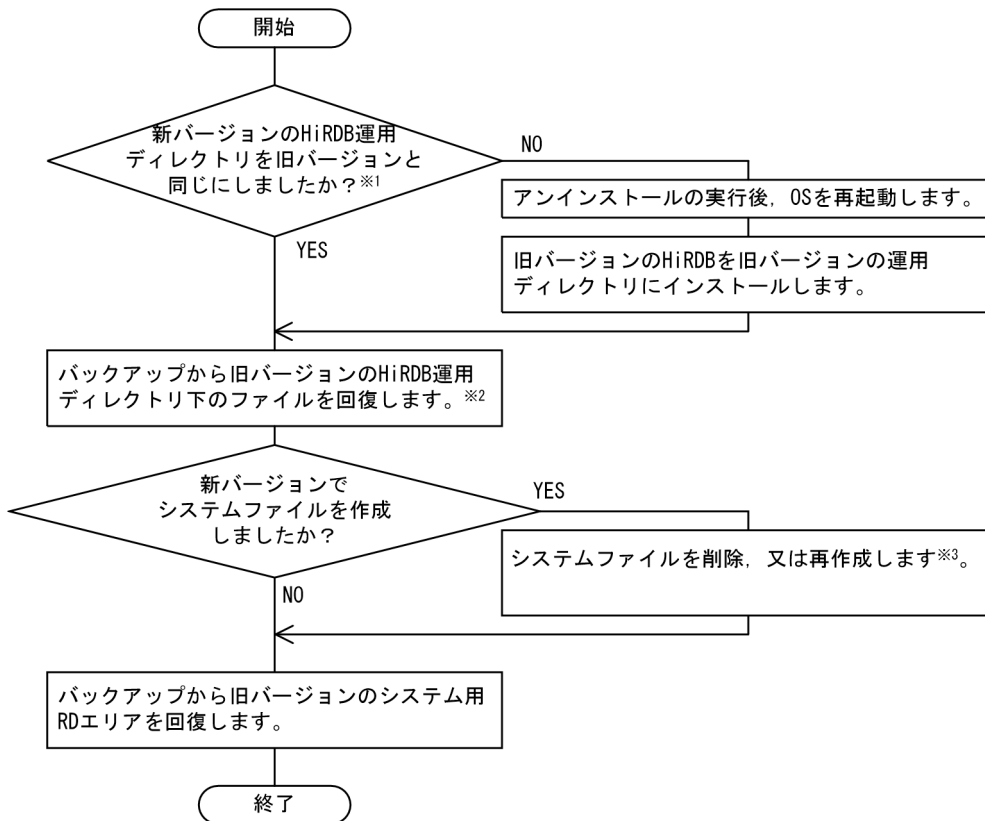 開始
新バージョンのHiRDB運用
ディレクトリを旧バージョンと
同じにしましたか？※1
NO
アンインストールの実行後，OSを再起動します。
YES
旧バージョンのHiRDBを旧バージョンの運用
ディレクトリにインストールします。
バックアップから旧バージョンのHiRDB運用
ディレクトリ下のファイルを回復します。※2
新バージョンで
システムファイルを作成
しましたか？
YES
システムファイルを削除，又は再作成します※3。
NO
バックアップから旧バージョンのシステム用
RDエリアを回復します。
終了